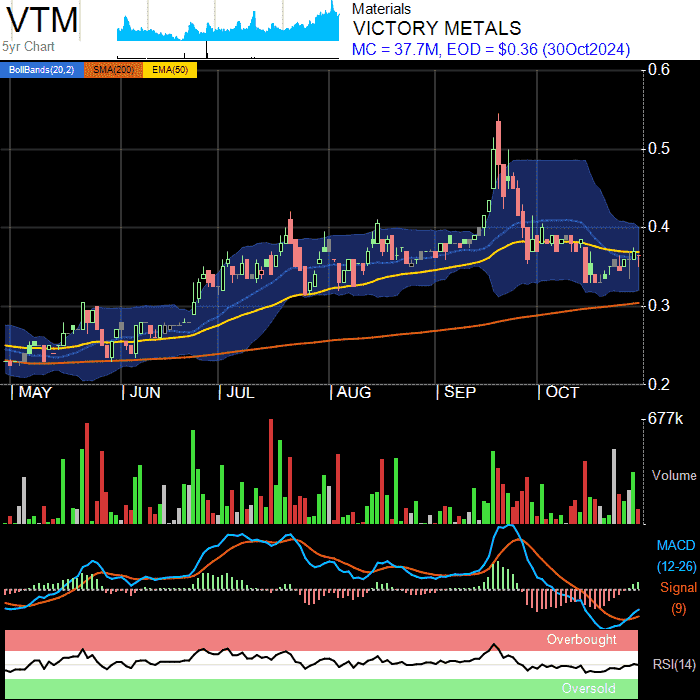 VTM
5yr Chart
Materials
VICTORY METALS
MC = 37.7M, EOD = $0.36 (30Oct2024)
BollBands(20,2) SMA(200) EMA(50)
0.6
0.5
0.4
0.3
0.2
MAY JUN JUL AUG SEP OCT
677k
Volume
MACD
(12-26)
Signal
(9)
Overbought
RSI(14)
Oversold